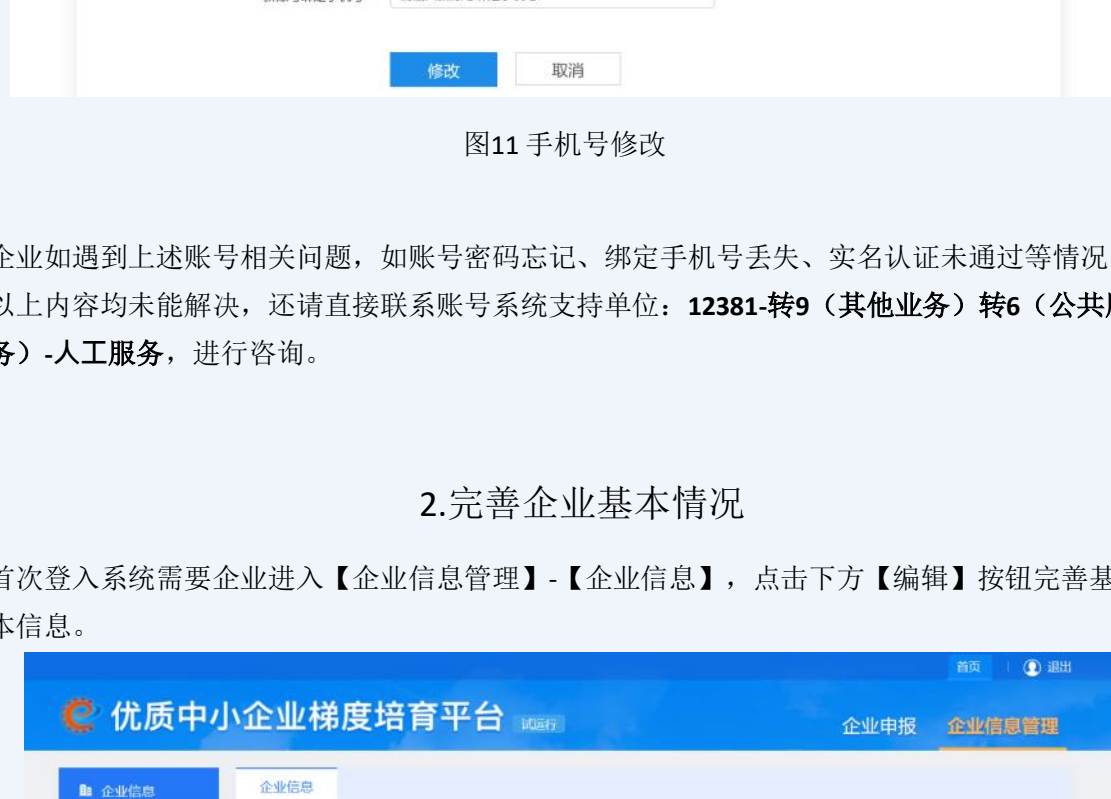 修改 取消
图11 手机号修改
企业如遇到上述账号相关问题，如账号密码忘记、绑定手机号丢失、实名认证未通过等情况
以上内容均未能解决，还请直接联系账号系统支持单位：12381-转9（其他业务）转6（公共服
务）-人工服务，进行咨询。
2.完善企业基本情况
首次登入系统需要企业进入【企业信息管理】-【企业信息】，点击下方【编辑】按钮完善基
本信息。
首页 | 退出
优质中小企业梯度培育平台 试运行
企业申报 企业信息管理
企业信息 企业信息